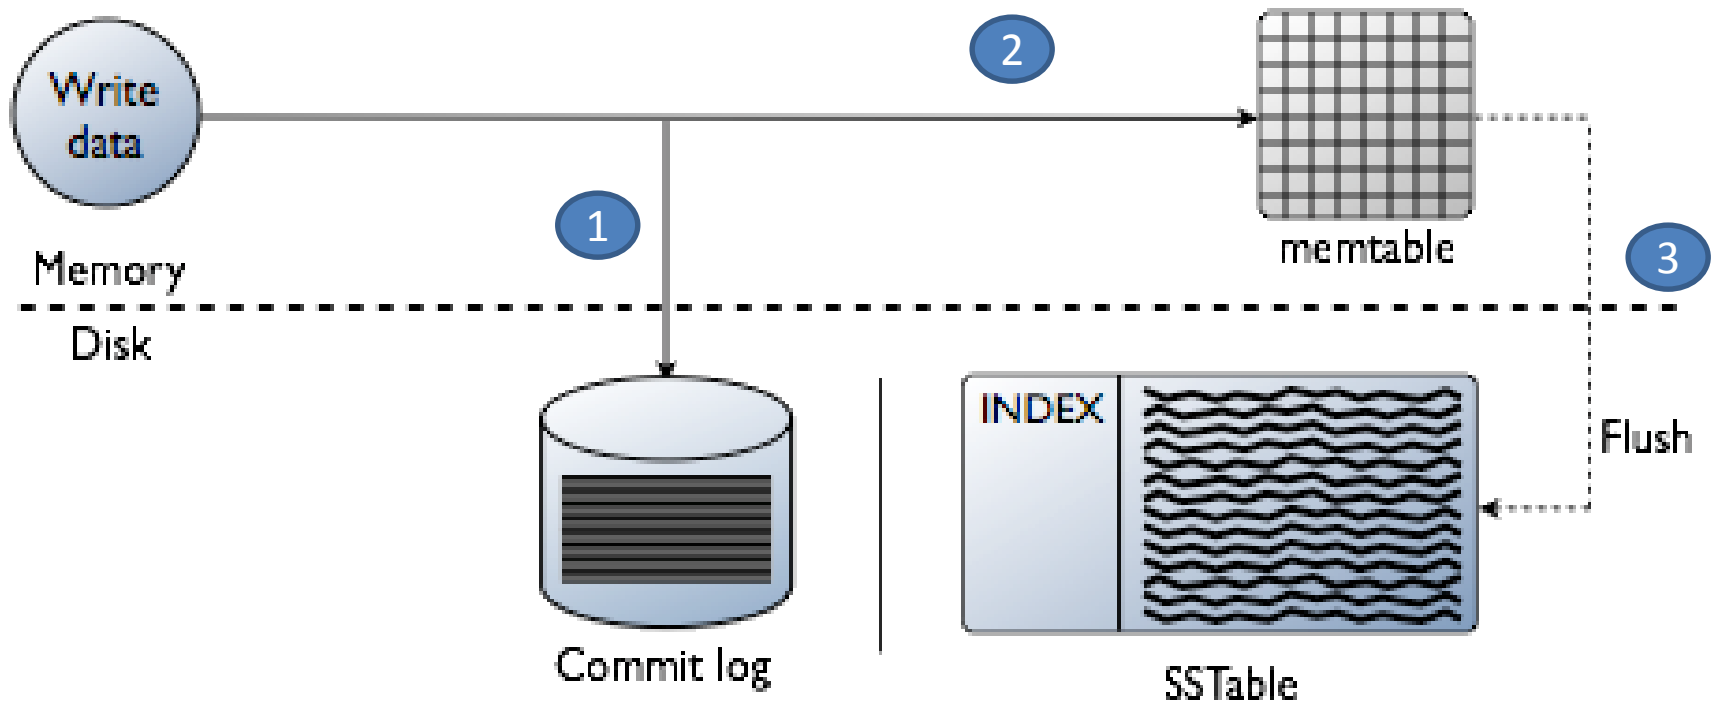 Write
data
2
1
memtable
3
Memory
Disk
INDEX
Flush
Commit log
SSTable